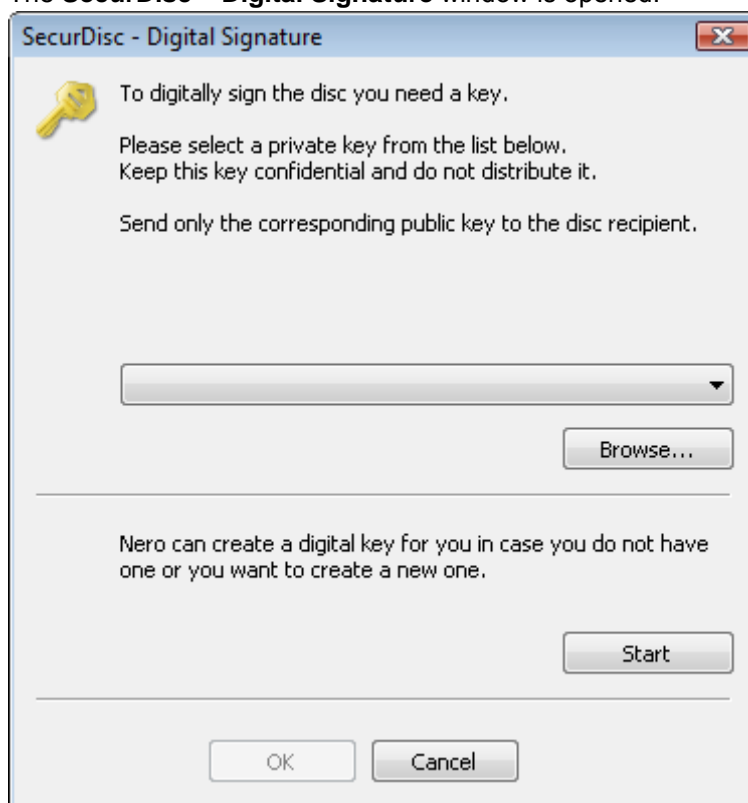 The SecurDisc - Digital Signature window is opened:
SecurDisc - Digital Signature
To digitally sign the disc you need a key.
Please select a private key from the list below.
Keep this key confidential and do not distribute it.
Send only the corresponding public key to the disc recipient.
Browse...
Nero can create a digital key for you in case you do not have
one or you want to create a new one.
Start
OK
Cancel